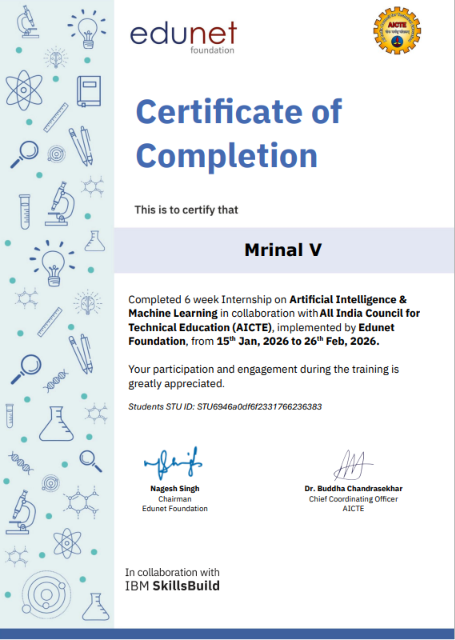 edunet
foundation
AICTE
Certificate of
Completion
This is to certify that
Mrinal V
Completed 6 week Internship on Artificial Intelligence &
Machine Learning in collaboration with All India Council for
Technical Education (AICTE), implemented by Edunet
Foundation, from 15th Jan, 2026 to 26th Feb, 2026.
Your participation and engagement during the training is
greatly appreciated.
Students STU ID: STU6946a0df6f2331766236383
Nagesh Singh
Chairman
Edunet Foundation
Dr. Buddha Chandrasekhar
Chief Coordinating Officer
AICTE
In collaboration with
IBM SkillsBuild